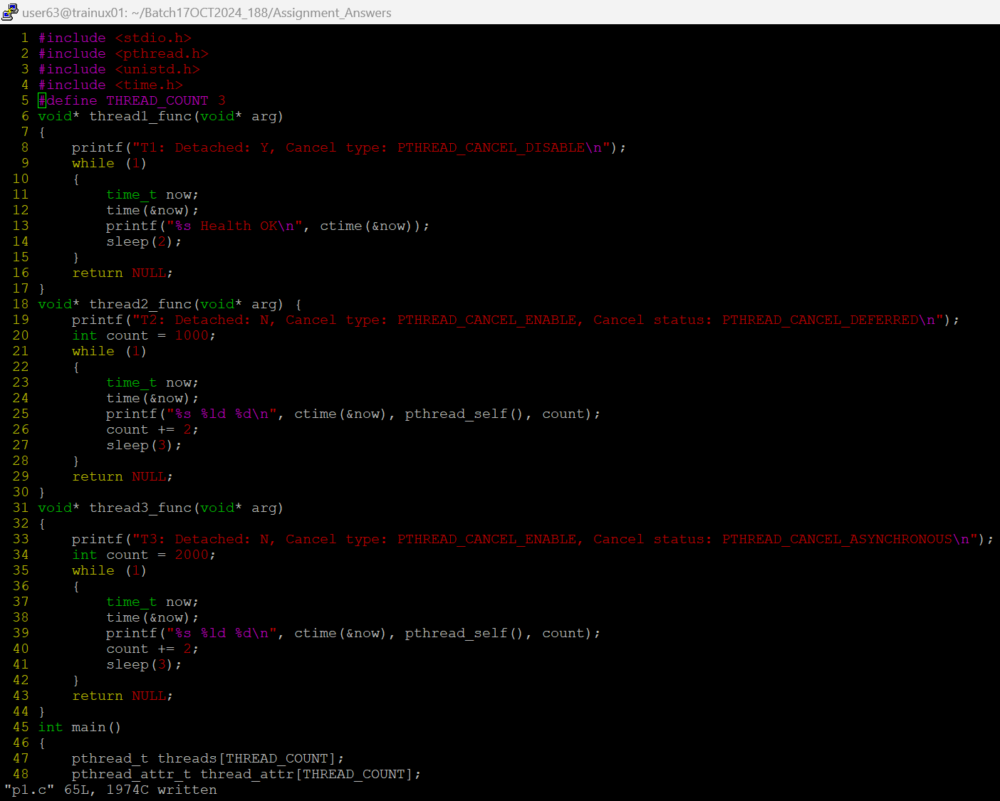 user63@trainux01: ~/Batch17OCT2024_188/Assignment_Answers
1 #include <stdio.h>
2 #include <pthread.h>
3 #include <unistd.h>
4 #include <time.h>
5 #define THREAD_COUNT 3
6 void* thread1_func(void* arg)
7 {
8     printf("T1: Detached: Y, Cancel type: PTHREAD_CANCEL_DISABLE\n");
9     while (1)
10     {
11         time_t now;
12         time(&now);
13         printf("%s Health OK\n", ctime(&now));
14         sleep(2);
15     }
16     return NULL;
17 }
18 void* thread2_func(void* arg) {
19     printf("T2: Detached: N, Cancel type: PTHREAD_CANCEL_ENABLE, Cancel status: PTHREAD_CANCEL_DEFERRED\n");
20     int count = 1000;
21     while (1)
22     {
23         time_t now;
24         time(&now);
25         printf("%s %ld %d\n", ctime(&now), pthread_self(), count);
26         count += 2;
27         sleep(3);
28     }
29     return NULL;
30 }
31 void* thread3_func(void* arg)
32 {
33     printf("T3: Detached: N, Cancel type: PTHREAD_CANCEL_ENABLE, Cancel status: PTHREAD_CANCEL_ASYNCHRONOUS\n");
34     int count = 2000;
35     while (1)
36     {
37         time_t now;
38         time(&now);
39         printf("%s %ld %d\n", ctime(&now), pthread_self(), count);
40         count += 2;
41         sleep(3);
42     }
43     return NULL;
44 }
45 int main()
46 {
47     pthread_t threads[THREAD_COUNT];
48     pthread_attr_t thread_attr[THREAD_COUNT];
"p1.c" 65L, 1974C written